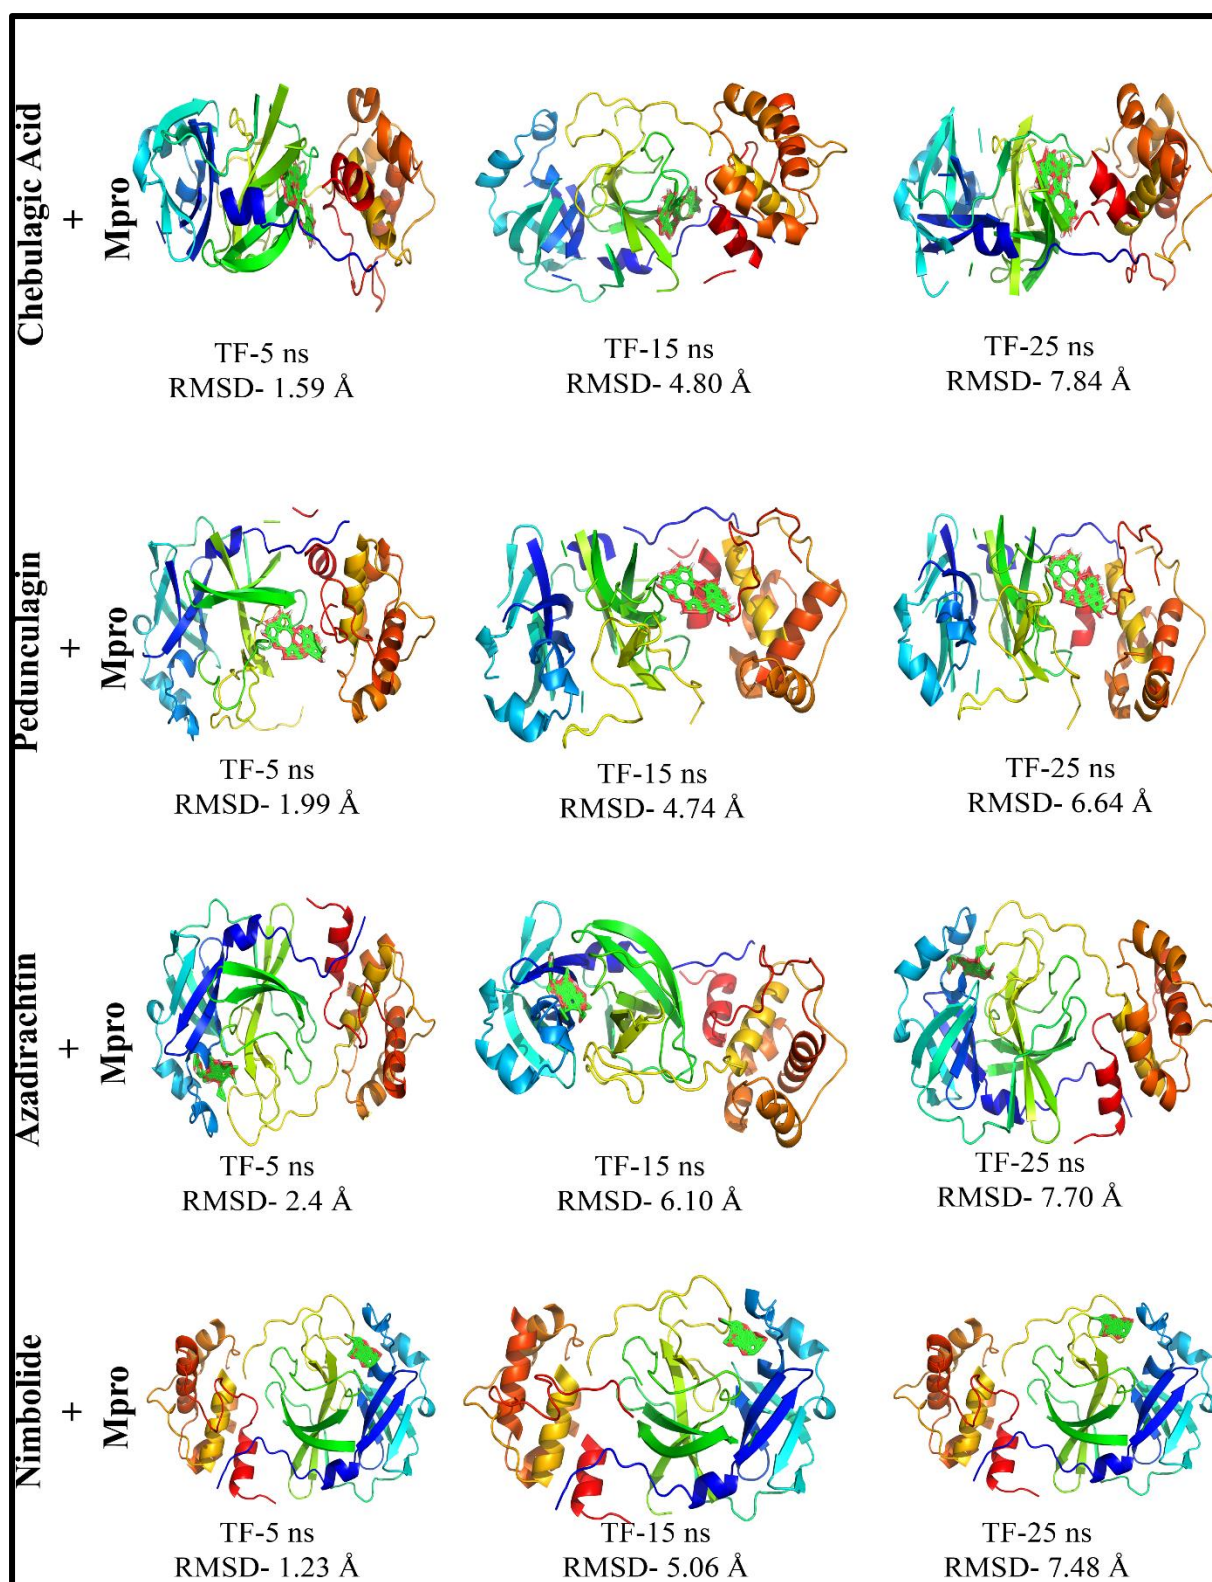 Chebulagic Acid
+
Mpro
TF-5 ns
RMSD- 1.59 Å
TF-15 ns
RMSD- 4.80 Å
TF-25 ns
RMSD- 7.84 Å
Pedunculagin
+
Mpro
TF-5 ns
RMSD- 1.99 Å
TF-15 ns
RMSD- 4.74 Å
TF-25 ns
RMSD- 6.64 Å
Azadirachtin
+
Mpro
TF-5 ns
RMSD- 2.4 Å
TF-15 ns
RMSD- 6.10 Å
TF-25 ns
RMSD- 7.70 Å
Nimbolide
+
Mpro
TF-5 ns
RMSD- 1.23 Å
TF-15 ns
RMSD- 5.06 Å
TF-25 ns
RMSD- 7.48 Å